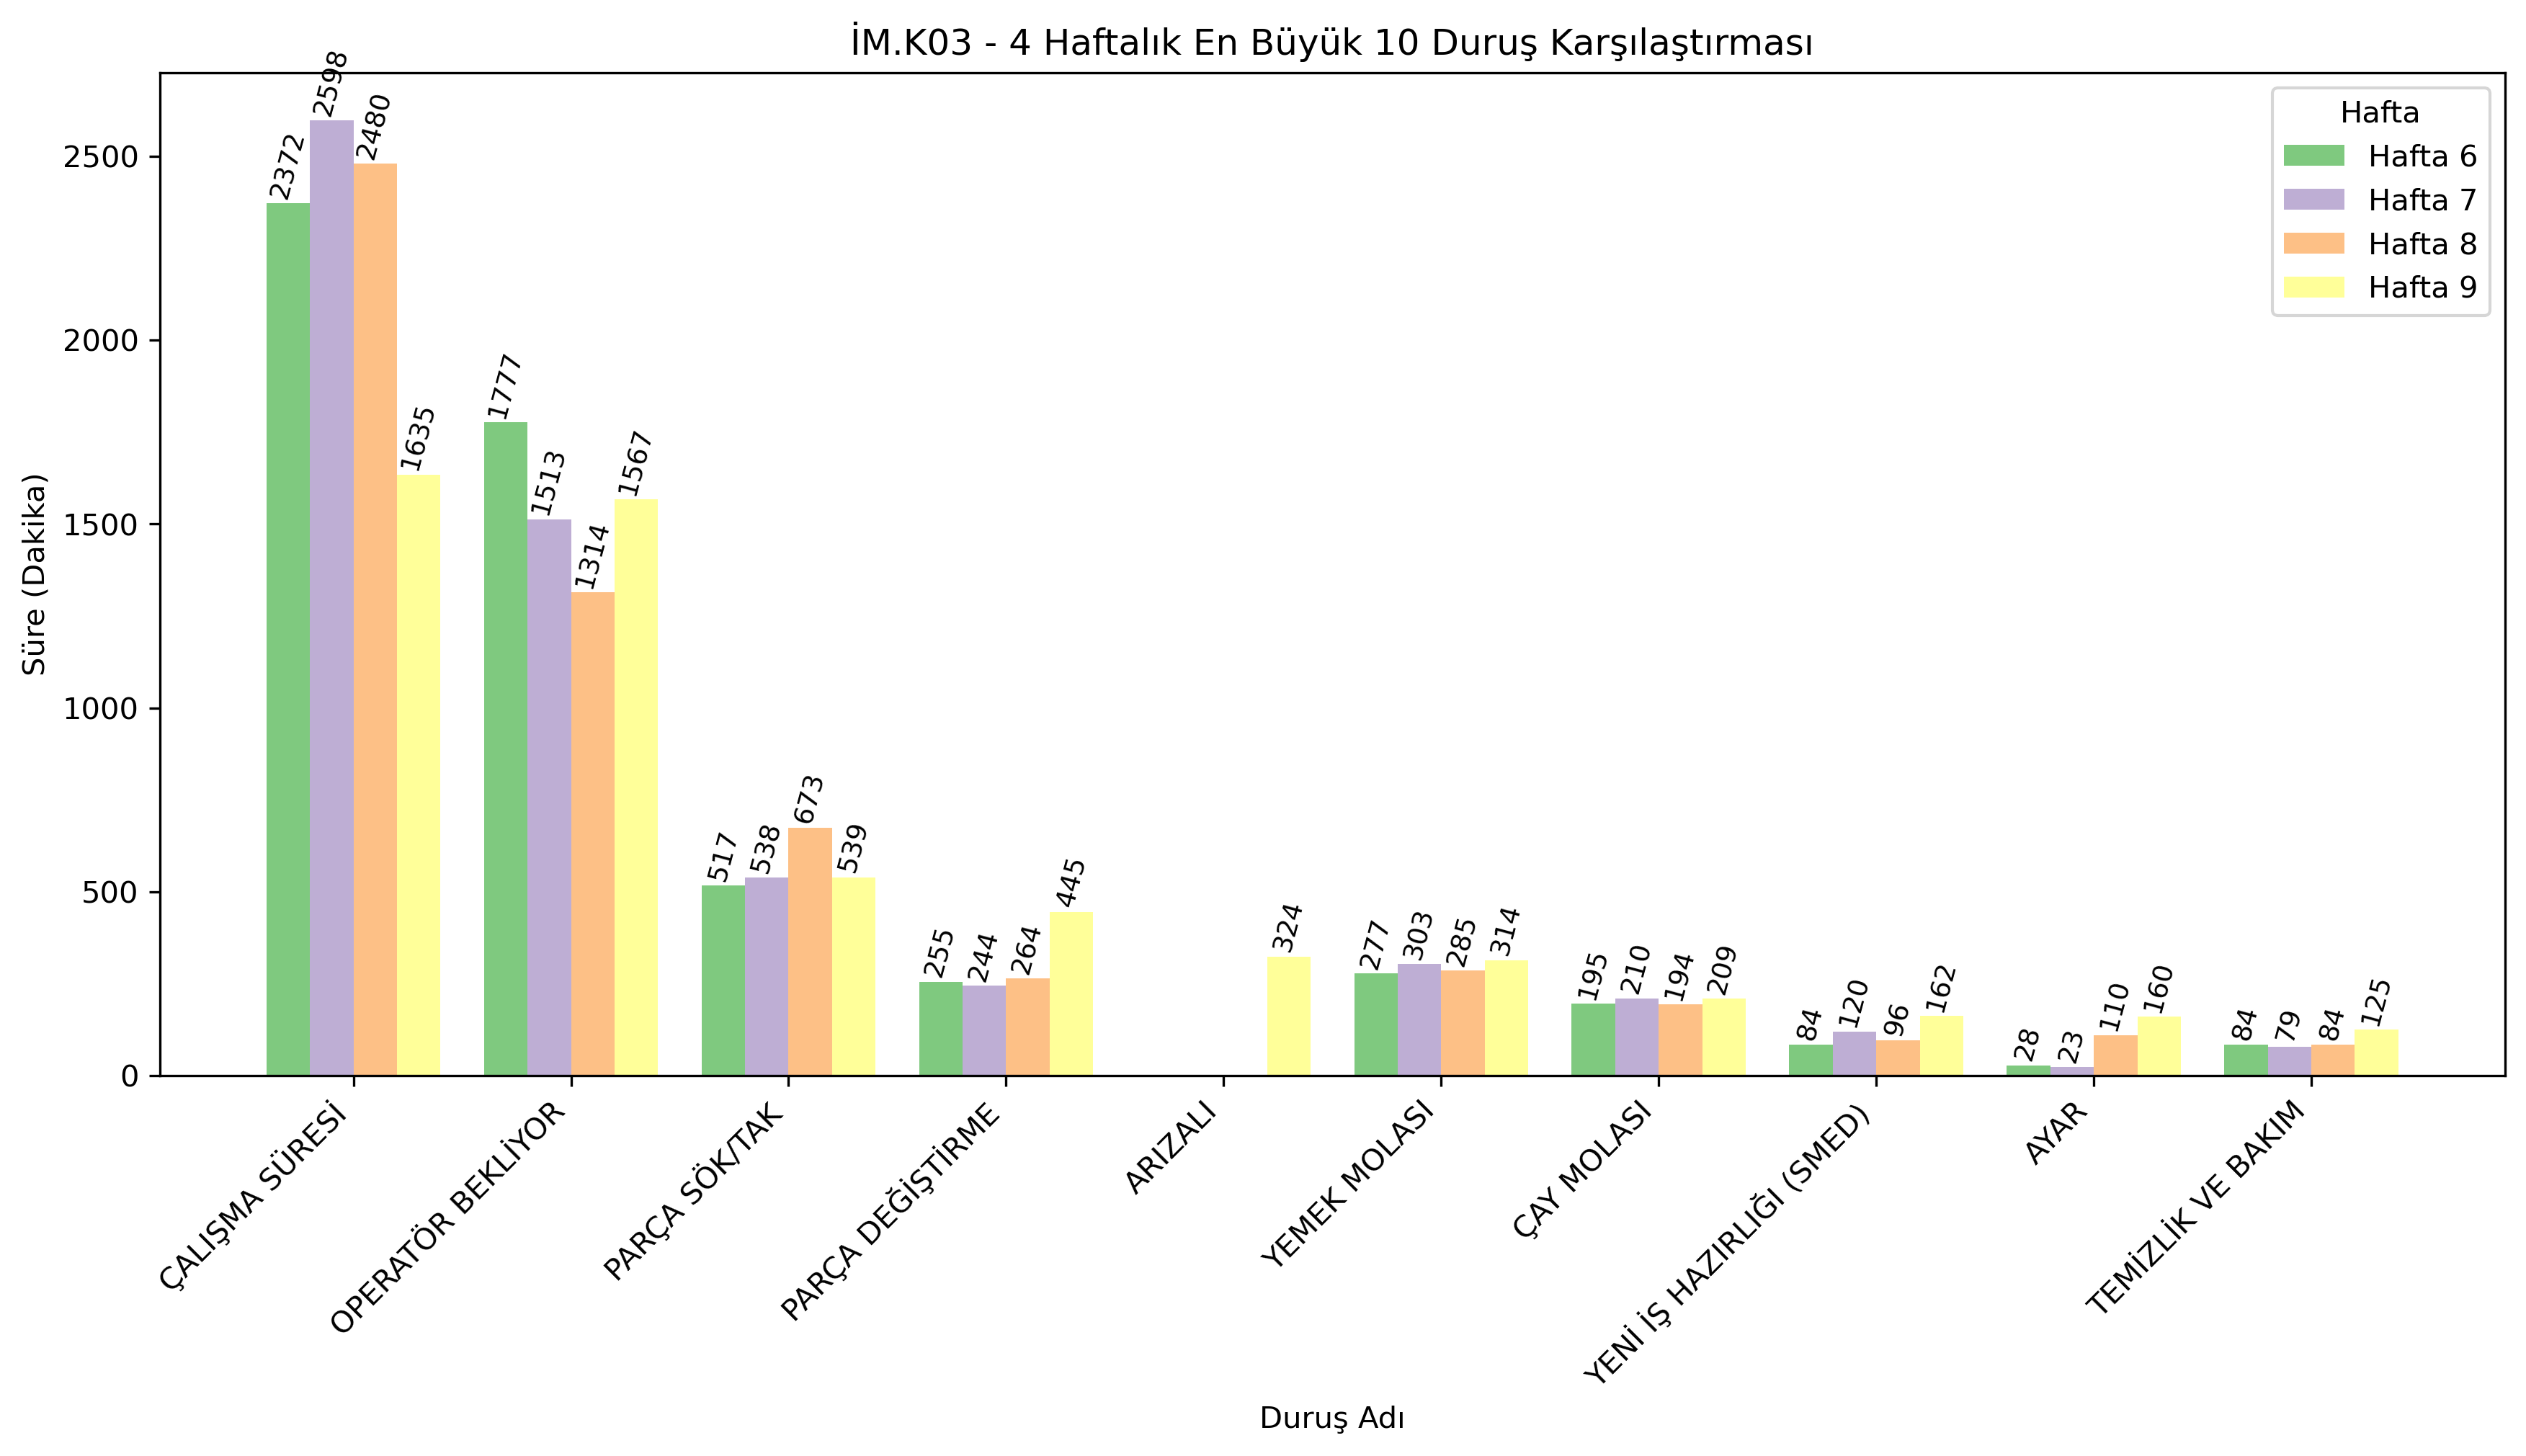 İM.K03 - 4 Haftalık En Büyük 10 Duruş Karşılaştırması
Süre (Dakika)
2500
2000
1500
1000
500
0
2372
2598
2480
1635
1777
1513
1314
1567
517
538
673
539
255
244
264
445
324
277
303
285
314
195
210
194
209
84
120
96
162
28
23
110
160
84
79
84
125
Hafta
Hafta 6
Hafta 7
Hafta 8
Hafta 9
ÇALIŞMA SÜRESİ
OPERATÖR BEKLİYOR
PARÇA SÖK/TAK
PARÇA DEĞİŞTİRME
ARIZALI
YEMEK MOLASI
ÇAY MOLASI
YENİ İŞ HAZIRLIĞI (SMED)
AYAR
TEMİZLİK VE BAKIM
Duruş Adı